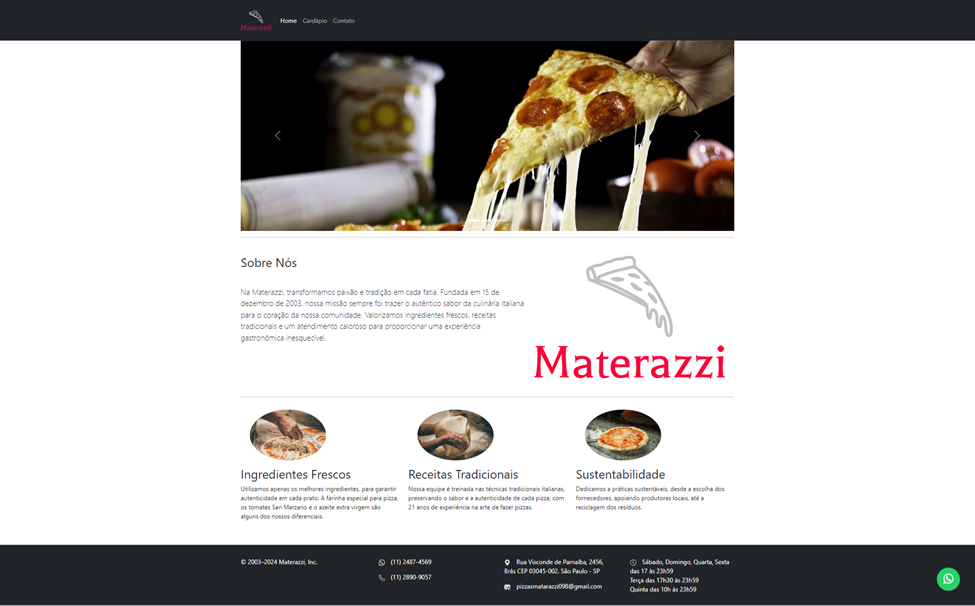 Materazzi
Home Cardápio Contato
Sobre Nós
Na Materazzi, transformamos paixão e tradição em cada fatia. Fundada em 15 de
dezembro de 2003, nossa missão sempre foi trazer o autêntico sabor da culinária italiana
para o coração da nossa comunidade. Valorizamos ingredientes frescos, receitas
tradicionais e um atendimento caloroso para proporcionar uma experiência
gastronômica inesquecível.
Materazzi
Ingredientes Frescos
Utilizamos apenas os melhores ingredientes, para garantir
autenticidade em cada prato. A farinha especial para pizza,
os tomates San Marzano e o azeite extra virgem são
alguns dos nossos diferenciais.
Receitas Tradicionais
Nossa equipe é treinada nas técnicas tradicionais italianas,
preservando o sabor e a autenticidade de cada pizza, com
21 anos de experiência na arte de fazer pizzas.
Sustentabilidade
Dedicamos a práticas sustentáveis, desde a escolha dos
fornecedores, apoiando produtores locais, até a
reciclagem dos resíduos.
© 2003–2024 Materazzi, Inc.
(11) 2487-4569
(11) 2890-9057
Rua Visconde de Parnaíba, 2456,
Brás CEP 03045-002. São Paulo - SP
pizzasmatarazzi098@gmail.com
Sábado, Domingo, Quarta, Sexta
das 17 às 23h59
Terça das 17h30 às 23h59
Quinta das 10h às 23h59